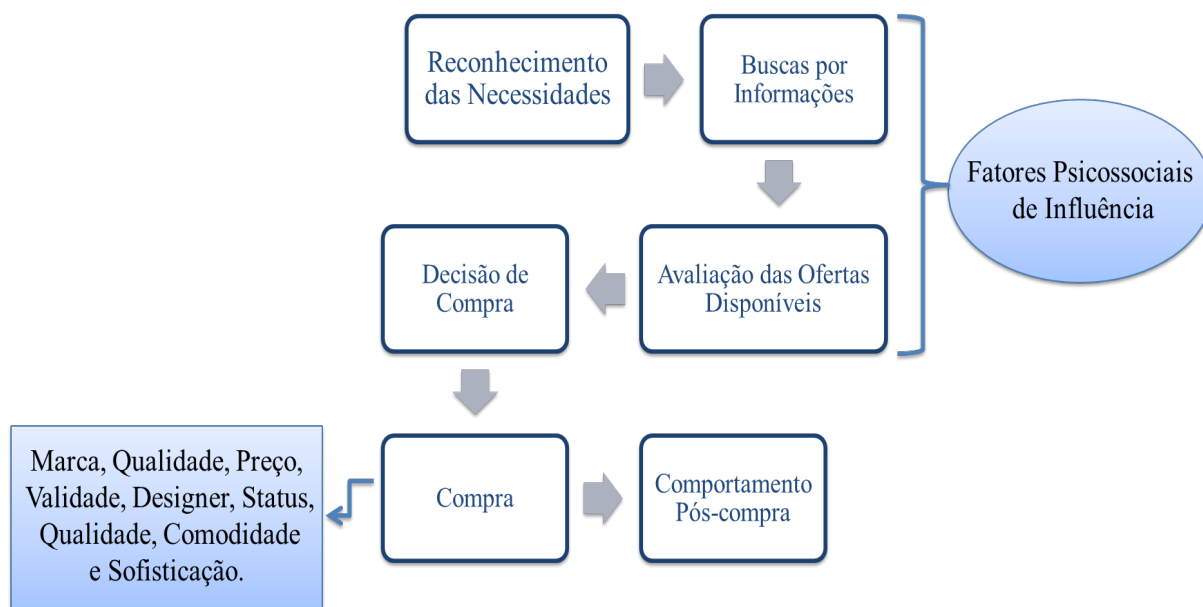 Reconhecimento
das Necessidades
Buscas por
Informações
Fatores Psicossociais
de Influência
Decisão de
Compra
Avaliação das Ofertas
Disponíveis
Marca, Qualidade, Preço,
Validade, Designer, Status,
Qualidade, Comodidade
e Sofisticação.
Compra
Comportamento
Pós-compra